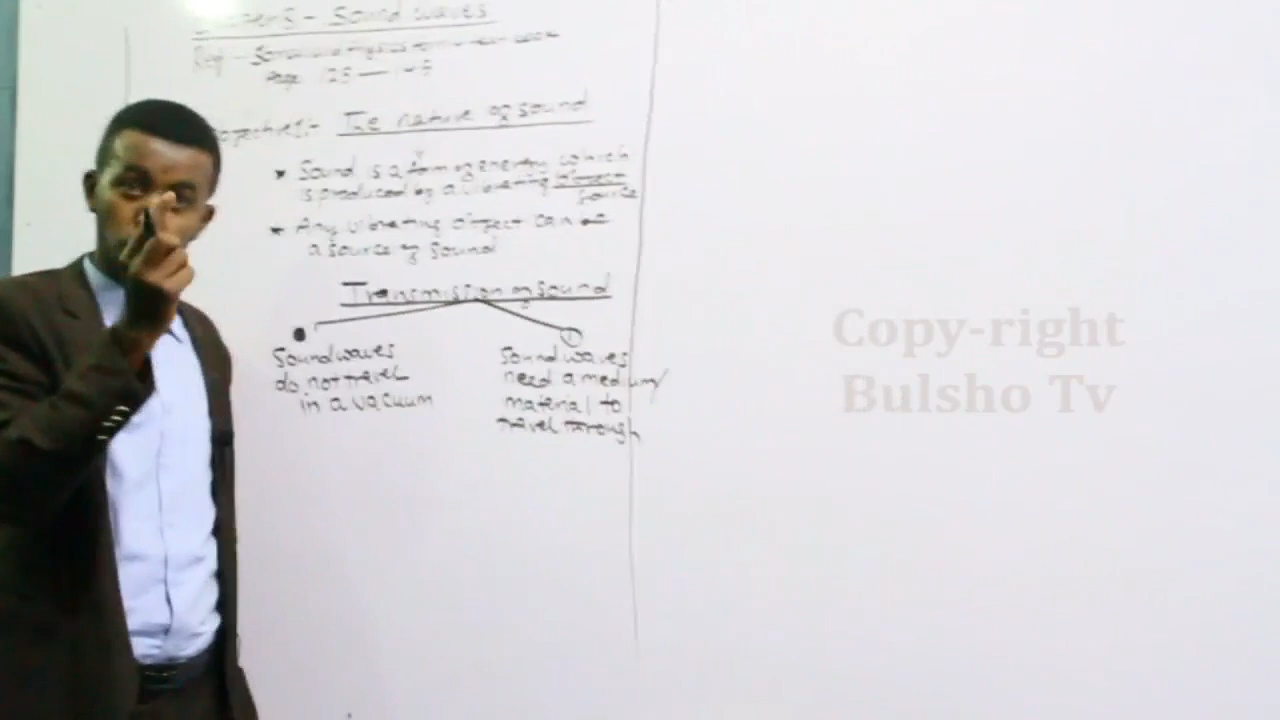 - Sound waves
Page 125
objectives:- The nature of sound
* Sound is a form of energy which
is produced by a vibrating object
source
* Any vibrating object can be
a source of sound
Transmission of sound
Sound waves
do not travel
in a vacuum
Sound waves
need a medium/
material to
travel through
Copy-right
Bulsho Tv